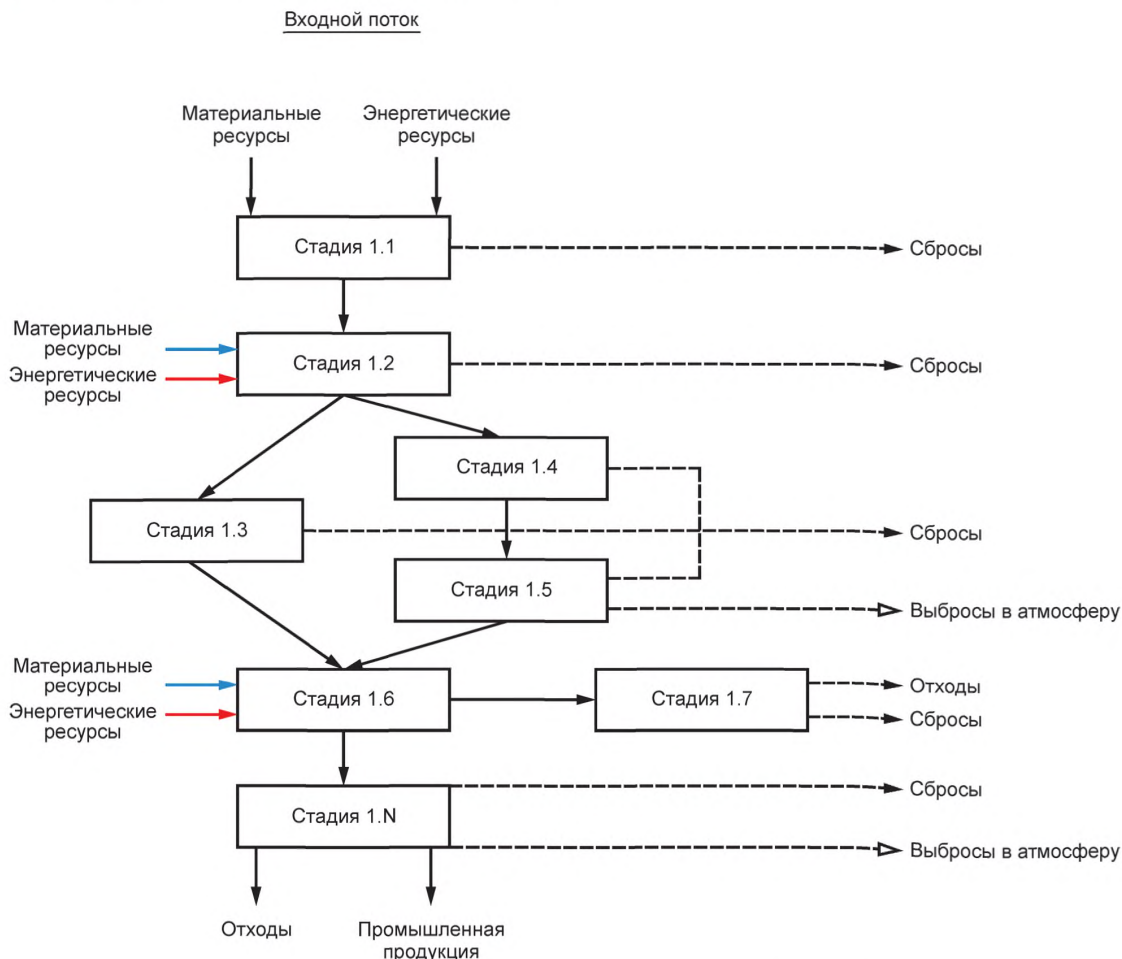 Входной поток
Материальные
ресурсы
Энергетические
ресурсы
Стадия 1.1
Сбросы
Материальные
ресурсы
Энергетические
ресурсы
Стадия 1.2
Сбросы
Стадия 1.4
Стадия 1.3
Сбросы
Стадия 1.5
Выбросы в атмосферу
Материальные
ресурсы
Энергетические
ресурсы
Стадия 1.6
Стадия 1.7
Отходы
Сбросы
Стадия 1.N
Сбросы
Выбросы в атмосферу
Отходы
Промышленная
продукция